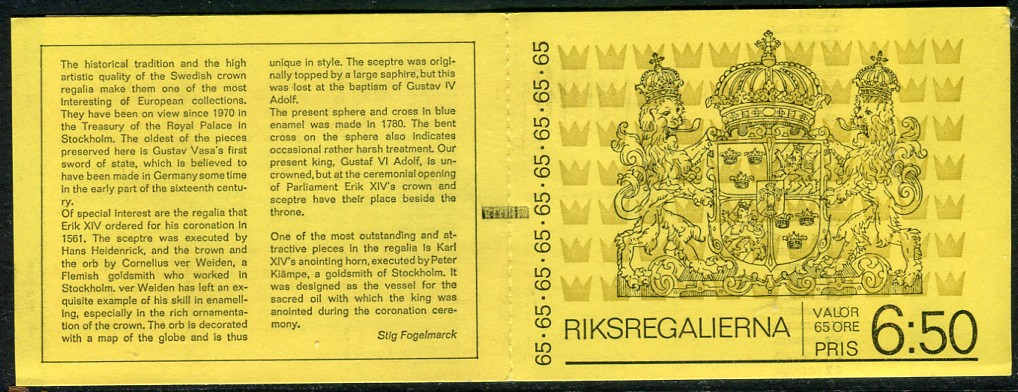 The historical tradition and the high
artistic quality of the Swedish crown
regalia make them one of the most
interesting of European collections.
They have been on view since 1970 in
the Treasury of the Royal Palace in
Stockholm. The oldest of the pieces
preserved here is Gustav Vasa's first
sword of state, which is believed to
have been made in Germany some time
in the early part of the sixteenth centu-
ry.
Of special interest are the regalia that
Erik XIV ordered for his coronation in
1561. The sceptre was executed by
Hans Heidenrick, and the crown and
the orb by Cornelius ver Weiden, a
Flemish goldsmith who worked in
Stockholm. ver Weiden has left an ex-
quisite example of his skill in enamell-
ing, especially in the rich ornamenta-
tion of the crown. The orb is decorated
with a map of the globe and is thus
unique in style. The sceptre was origi-
nally topped by a large saphire, but this
was lost at the baptism of Gustav IV
Adolf.
The present sphere and cross in blue
enamel was made in 1780. The bent
cross on the sphere also indicates
occasional rather harsh treatment. Our
present king, Gustaf VI Adolf, is un-
crowned, but at the ceremonial opening
of Parliament Erik XIV's crown and
sceptre have their place beside the
throne.
One of the most outstanding and at-
tractive pieces in the regalia is Karl
XIV's anointing horn, executed by Peter
Klämpe, a goldsmith of Stockholm. It
was designed as the vessel for the
sacred oil with which the king was
anointed during the coronation cere-
mony.
Stig Fogelmarck
65·65·65·65·65·65·65·65·65·65
RIKSREGALIERNA
VALÖR
65 ÖRE
PRIS
6:50